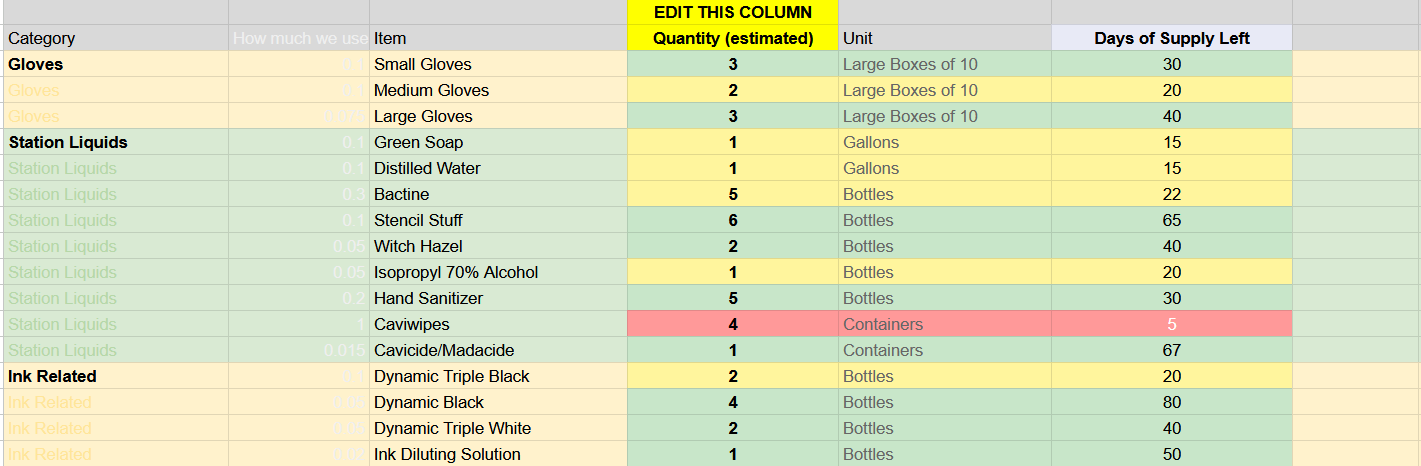 EDIT THIS COLUMN
Category How much we use Item Quantity (estimated) Unit Days of Supply Left
Gloves 0.1 Small Gloves 3 Large Boxes of 10 30
Gloves 0.1 Medium Gloves 2 Large Boxes of 10 20
Gloves 0.075 Large Gloves 3 Large Boxes of 10 40
Station Liquids 0.1 Green Soap 1 Gallons 15
Station Liquids 0.1 Distilled Water 1 Gallons 15
Station Liquids 0.3 Bactine 5 Bottles 22
Station Liquids 0.1 Stencil Stuff 6 Bottles 65
Station Liquids 0.05 Witch Hazel 2 Bottles 40
Station Liquids 0.05 Isopropyl 70% Alcohol 1 Bottles 20
Station Liquids 0.2 Hand Sanitizer 5 Bottles 30
Station Liquids 1 Caviwipes 4 Containers 5
Station Liquids 0.015 Cavicide/Madacide 1 Containers 67
Ink Related 0.1 Dynamic Triple Black 2 Bottles 20
Ink Related 0.05 Dynamic Black 4 Bottles 80
Ink Related 0.05 Dynamic Triple White 2 Bottles 40
Ink Related Ink Diluting Solution 1 Bottles 50